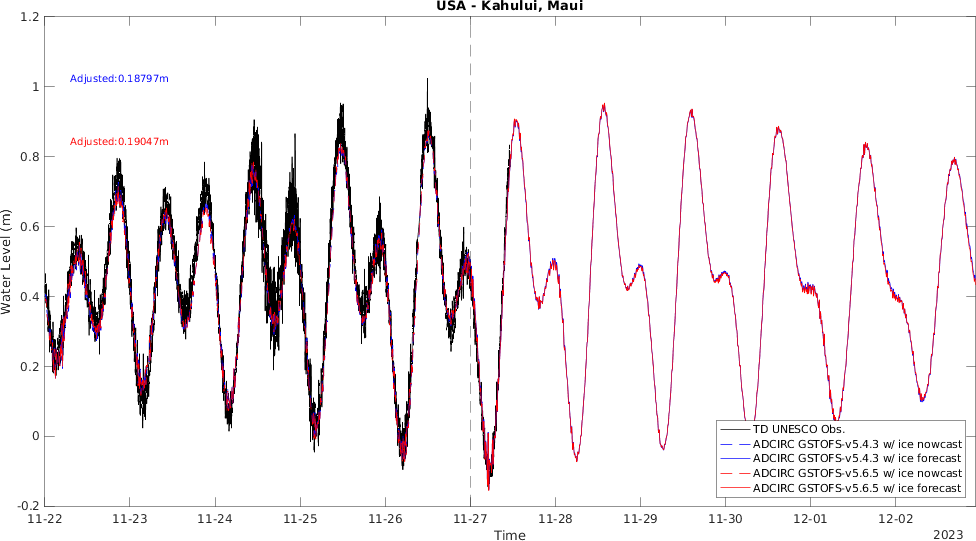 USA - Kahului, Maui
1.2
1
0.8
0.6
0.4
0.2
0
-0.2
Water Level (m)
Adjusted:0.18797m
Adjusted:0.19047m
TD UNESCO Obs.
ADCIRC GSTOFS-v5.4.3 w/ ice nowcast
ADCIRC GSTOFS-v5.4.3 w/ ice forecast
ADCIRC GSTOFS-v5.6.5 w/ ice nowcast
ADCIRC GSTOFS-v5.6.5 w/ ice forecast
11-22 11-23 11-24 11-25 11-26 11-27 11-28 11-29 11-30 12-01 12-02
Time
2023